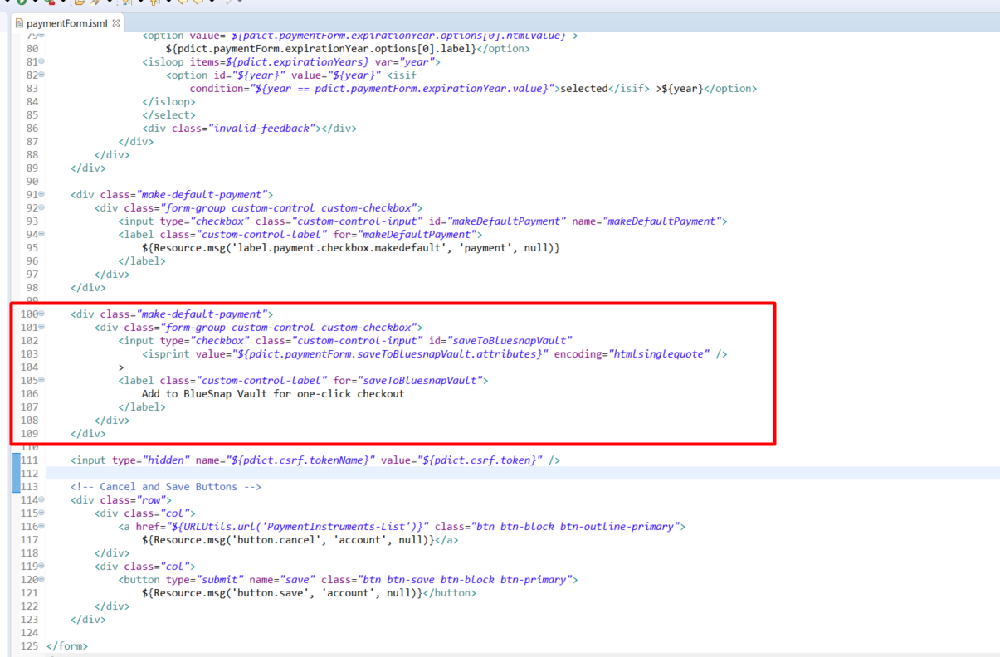 paymentForm.isml
79 <option value="${pdict.paymentForm.expirationYear.options[0].htmlValue}">
80 ${pdict.paymentForm.expirationYear.options[0].label}</option>
81 <isloop items=${pdict.expirationYears} var="year">
82 <option id="${year}" value="${year}" <isif
83 condition="${year == pdict.paymentForm.expirationYear.value}">selected</isif> >${year}</option>
84 </isloop>
85 </select>
86 <div class="invalid-feedback"></div>
87 </div>
88 </div>
89 </div>
90
91 <div class="make-default-payment">
92 <div class="form-group custom-control custom-checkbox">
93 <input type="checkbox" class="custom-control-input" id="makeDefaultPayment" name="makeDefaultPayment">
94 <label class="custom-control-label" for="makeDefaultPayment">
95 ${Resource.msg('label.payment.checkbox.makedefault', 'payment', null)}
96 </label>
97 </div>
98 </div>
99
100 <div class="make-default-payment">
101 <div class="form-group custom-control custom-checkbox">
102 <input type="checkbox" class="custom-control-input" id="saveToBluesnapVault"
103 <isprint value="${pdict.paymentForm.saveToBluesnapVault.attributes}" encoding="htmlsinglequote" />
104 >
105 <label class="custom-control-label" for="saveToBluesnapVault">
106 Add to BlueSnap Vault for one-click checkout
107 </label>
108 </div>
109 </div>
110
111 <input type="hidden" name="${pdict.csrf.tokenName}" value="${pdict.csrf.token}" />
112
113 <!-- Cancel and Save Buttons -->
114 <div class="row">
115 <div class="col">
116 <a href="${URLUtils.url('PaymentInstruments-List')}" class="btn btn-block btn-outline-primary">
117 ${Resource.msg('button.cancel', 'account', null)}</a>
118 </div>
119 <div class="col">
120 <button type="submit" name="save" class="btn btn-save btn-block btn-primary">
121 ${Resource.msg('button.save', 'account', null)}</button>
122 </div>
123 </div>
124
125 </form>